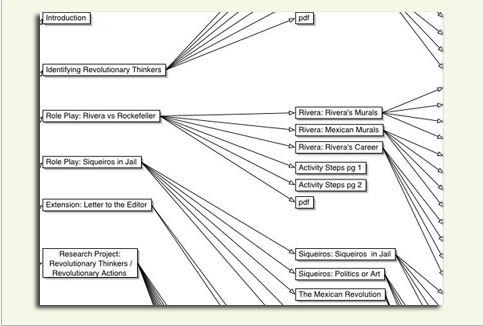 Introduction
pdf
Identifying Revolutionary Thinkers
Role Play: Rivera vs Rockefeller
Rivera: Rivera's Murals
Rivera: Mexican Murals
Rivera: Rivera's Career
Role Play: Siqueiros in Jail
Activity Steps pg 1
Activity Steps pg 2
Extension: Letter to the Editor
pdf
Research Project:
Revolutionary Thinkers /
Revolutionary Actions
Siqueiros: Siqueiros in Jail
Siqueiros: Politics or Art
The Mexican Revolution